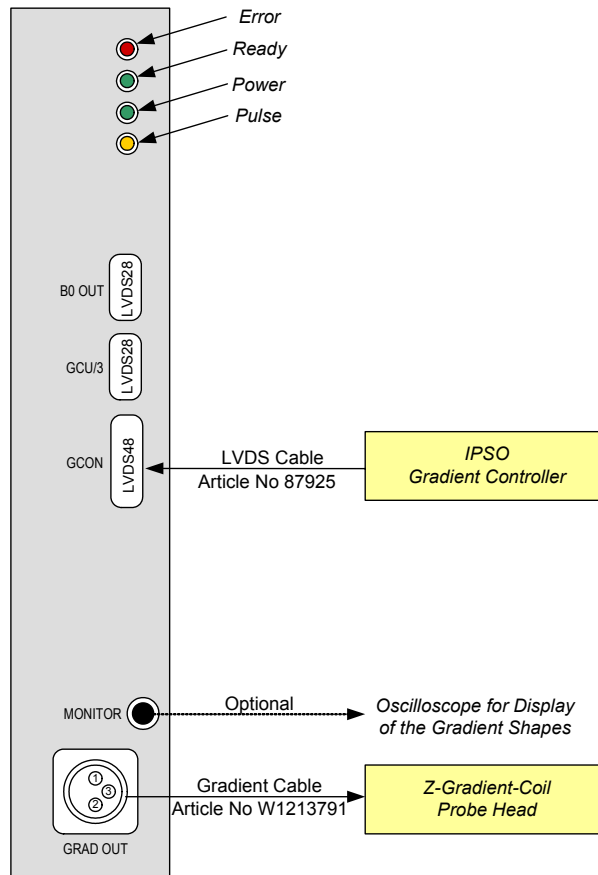 Error
Ready
Power
Pulse
B0 OUT
LVDS28
GCU/3
LVDS28
GCON
LVDS48
LVDS Cable
Article No 87925
IPSO
Gradient Controller
MONITOR
Optional
Oscilloscope for Display
of the Gradient Shapes
1
3
2
Gradient Cable
Article No W1213791
Z-Gradient-Coil
Probe Head
GRAD OUT